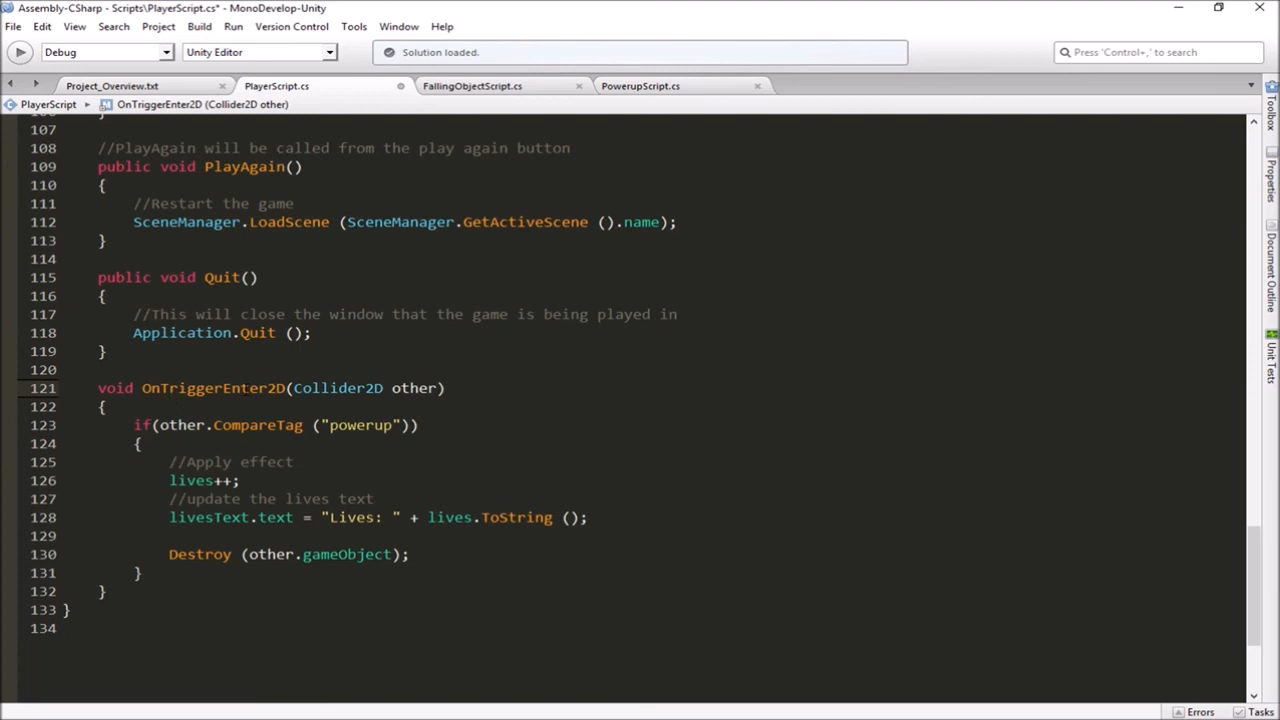 Assembly-CSharp - Scripts\PlayerScript.cs* - MonoDevelop-Unity
File Edit View Search Project Build Run Version Control Tools Window Help
Debug Unity Editor Solution loaded. Press 'Control+,' to search
Project_Overview.txt PlayerScript.cs FallingObjectScript.cs PowerupScript.cs
PlayerScript OnTriggerEnter2D (Collider2D other)
107
108 //PlayAgain will be called from the play again button
109 public void PlayAgain()
110 {
111 //Restart the game
112 SceneManager.LoadScene (SceneManager.GetActiveScene ().name);
113 }
114
115 public void Quit()
116 {
117 //This will close the window that the game is being played in
118 Application.Quit ();
119 }
120
121 void OnTriggerEnter2D(Collider2D other)
122 {
123 if(other.CompareTag ("powerup"))
124 {
125 //Apply effect
126 lives++;
127 //update the lives text
128 livesText.text = "Lives: " + lives.ToString ();
129
130 Destroy (other.gameObject);
131 }
132 }
133 }
134
Toolbox
Properties
Document Outline
Unit Tests
Errors Tasks